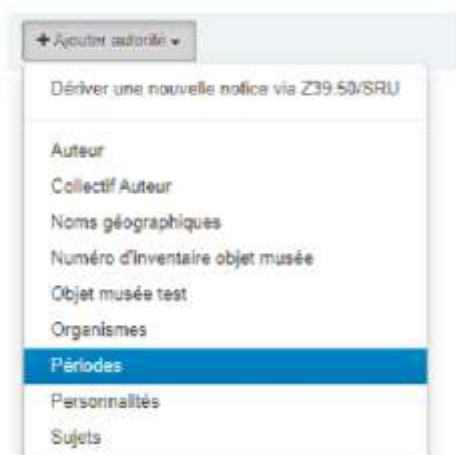 + Ajouter autorité
Dériver une nouvelle notice via Z39.50/SRU
Auteur
Collectif Auteur
Noms géographiques
Numéro d'inventaire objet musée
Objet musée test
Organismes
Périodes
Personnalités
Sujets